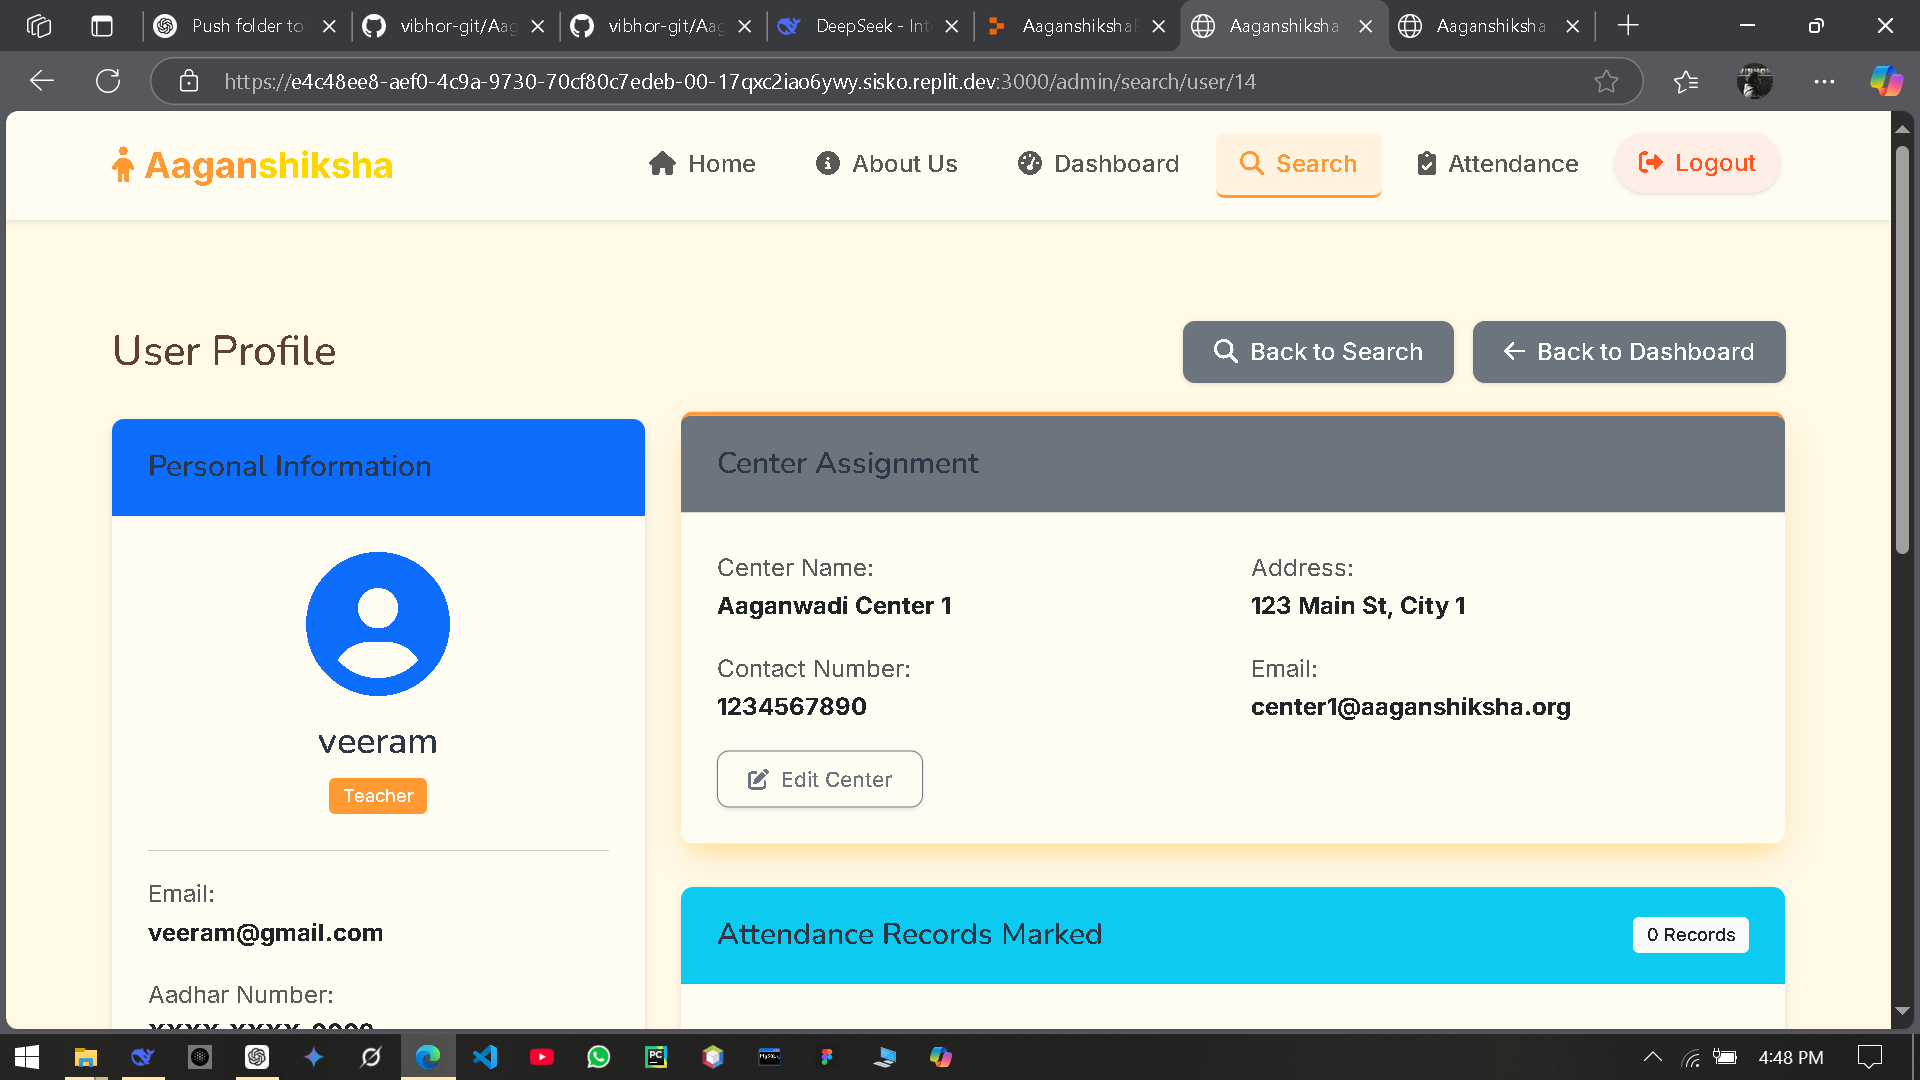 Push folder to
vibhor-git/Aag
vibhor-git/Aag
DeepSeek - Int
AaganshikshaP
Aaganshiksha
Aaganshiksha
https://e4c48ee8-aef0-4c9a-9730-70cf80c7edeb-00-17qxc2iao6ywy.sisko.replit.dev:3000/admin/search/user/14
Aaganshiksha
Home
About Us
Dashboard
Search
Attendance
Logout
User Profile
Back to Search
Back to Dashboard
Personal Information
veeram
Teacher
Email:
veeram@gmail.com
Aadhar Number:
Center Assignment
Center Name:
Aaganwadi Center 1
Address:
123 Main St, City 1
Contact Number:
1234567890
Email:
center1@aaganshiksha.org
Edit Center
Attendance Records Marked
0 Records
4:48 PM